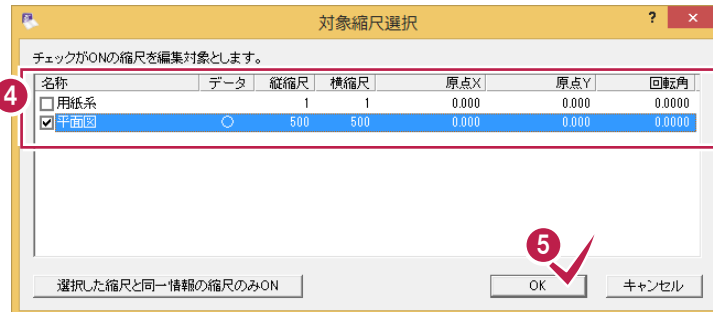 対象縮尺選択
? ×
チェックがONの縮尺を編集対象とします。
名称 データ 縦縮尺 横縮尺 原点X 原点Y 回転角
4
用紙系 1 1 0.000 0.000 0.0000
平面図 ○ 500 500 0.000 0.000 0.0000
5
選択した縮尺と同一情報の縮尺のみON OK キャンセル